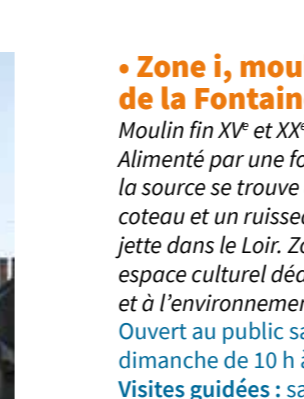 • Zone i, mou
de la Fontain
Moulin fin XVe et XXe
Alimenté par une fo
la source se trouve
coteau et un ruissea
jette dans le Loir. Zo
espace culturel déd
et à l'environnemen
Ouvert au public sa
dimanche de 10 h à
Visites guidées : sa